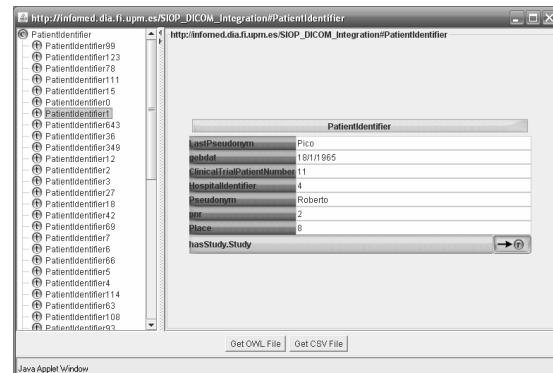 http://infomed.dia.fi.upm.es/SIOP_DICOM_Integration#PatientIdentifier
PatientIdentifier
PatientIdentifier99
PatientIdentifier123
PatientIdentifier78
PatientIdentifier111
PatientIdentifier15
PatientIdentifier0
PatientIdentifier1
PatientIdentifier643
PatientIdentifier36
PatientIdentifier349
PatientIdentifier12
PatientIdentifier2
PatientIdentifier3
PatientIdentifier27
PatientIdentifier18
PatientIdentifier42
PatientIdentifier69
PatientIdentifier7
PatientIdentifier6
PatientIdentifier66
PatientIdentifier5
PatientIdentifier4
PatientIdentifier114
PatientIdentifier63
PatientIdentifier108
PatientIdentifier93
http://infomed.dia.fi.upm.es/SIOP_DICOM_Integration#PatientIdentifier
PatientIdentifier
LastPseudonym Pico
gebdat 18/1/1965
ClinicalTrialPatientNumber 11
HospitalIdentifier 4
Pseudonym Roberto
pnr 2
Place 8
hasStudy.Study
Get OWL File Get CSV File
Java Applet Window